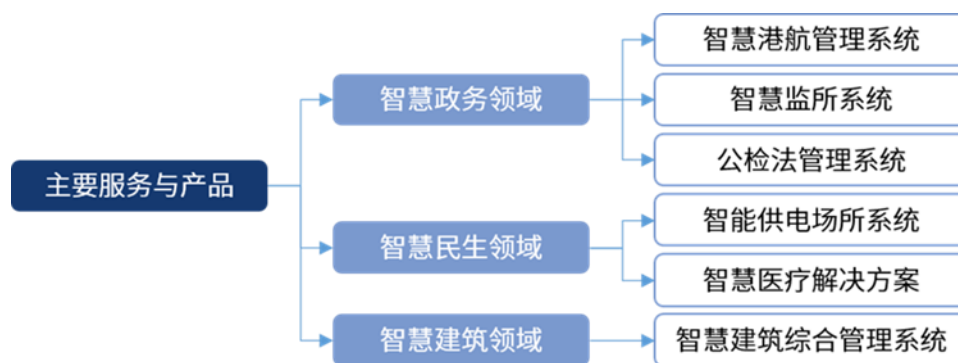 主要服务与产品
智慧政务领域
智慧港航管理系统
智慧监所系统
公检法管理系统
智慧民生领域
智能供电场所系统
智慧医疗解决方案
智慧建筑领域
智慧建筑综合管理系统